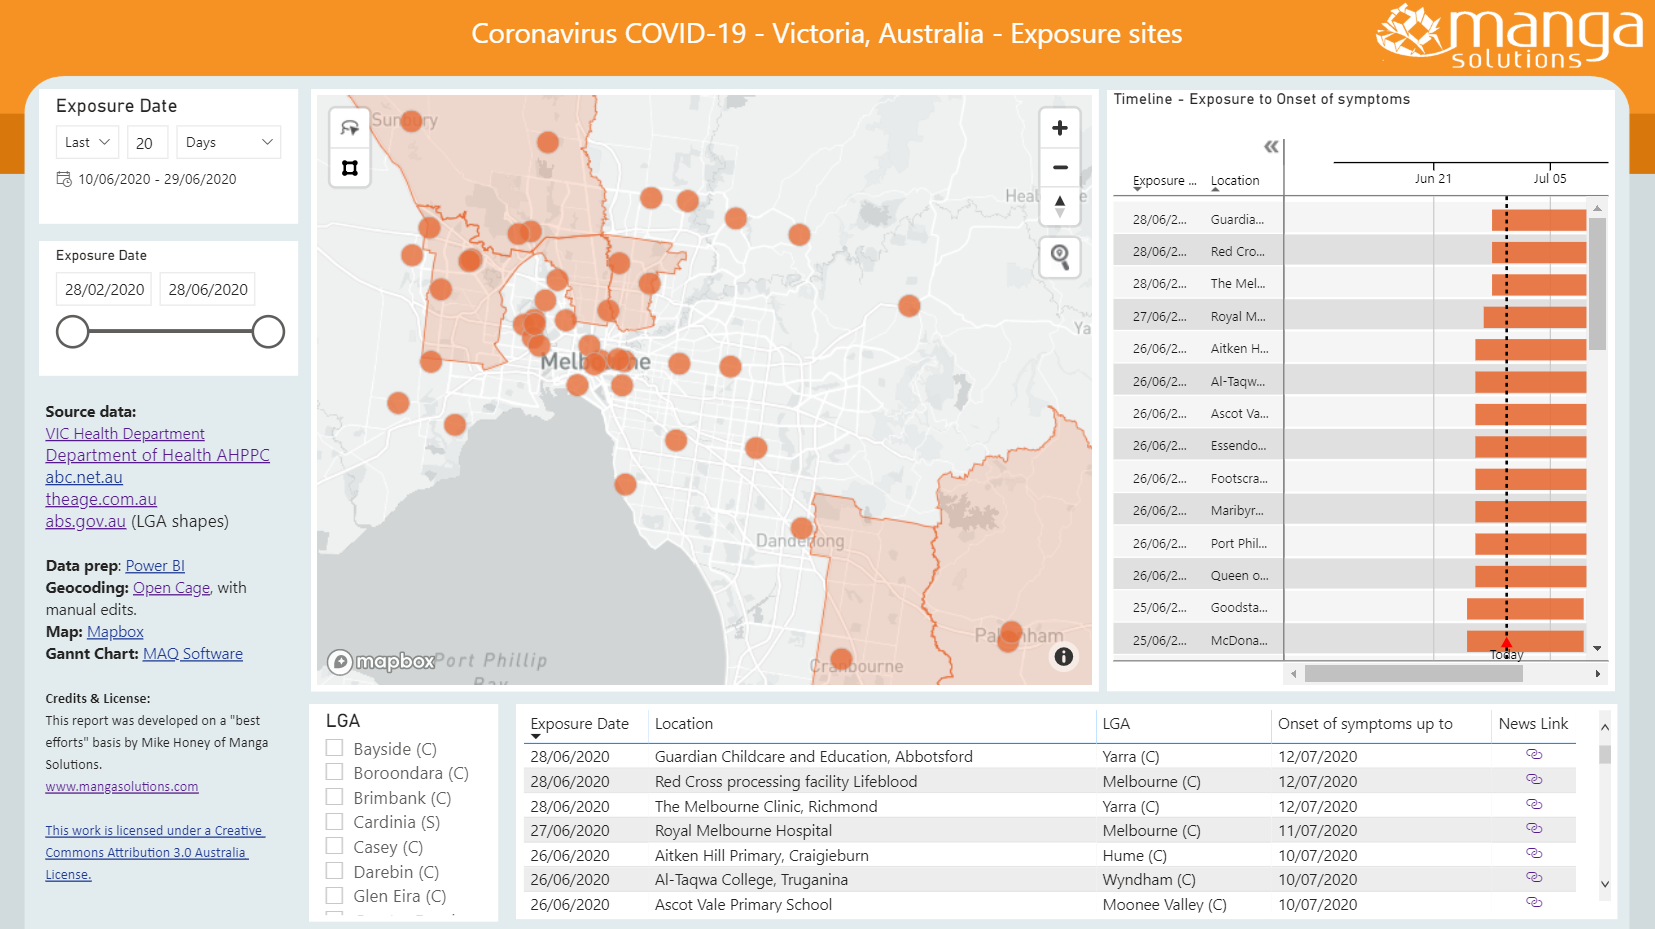 Coronavirus COVID-19 - Victoria, Australia - Exposure sites
manga
solutions
Exposure Date
Last 20 Days
10/06/2020 - 29/06/2020
Exposure Date
28/02/2020 28/06/2020
Source data:
VIC Health Department
Department of Health AHPPC
abc.net.au
theage.com.au
abs.gov.au (LGA shapes)
Data prep: Power BI
Geocoding: Open Cage, with
manual edits.
Map: Mapbox
Gannt Chart: MAQ Software
Credits & License:
This report was developed on a "best
efforts" basis by Mike Honey of Manga
Solutions.
www.mangasolutions.com
This work is licensed under a Creative
Commons Attribution 3.0 Australia
License.
Sunbury
Heal
Ya
Melbourne
Dandenong
Pakenham
Cranbourne
Port Phillip
Bay
mapbox
Timeline - Exposure to Onset of symptoms
Exposure ... Location Jun 21 Jul 05
28/06/2... Guardia...
28/06/2... Red Cro...
28/06/2... The Mel...
27/06/2... Royal M...
26/06/2... Aitken H...
26/06/2... Al-Taqw...
26/06/2... Ascot Va...
26/06/2... Essendo...
26/06/2... Footscra...
26/06/2... Maribyr...
26/06/2... Port Phil...
26/06/2... Queen o...
25/06/2... Goodsta...
25/06/2... McDona...
Today
LGA
Bayside (C)
Boroondara (C)
Brimbank (C)
Cardinia (S)
Casey (C)
Darebin (C)
Glen Eira (C)
Exposure Date Location LGA Onset of symptoms up to News Link
28/06/2020 Guardian Childcare and Education, Abbotsford Yarra (C) 12/07/2020
28/06/2020 Red Cross processing facility Lifeblood Melbourne (C) 12/07/2020
28/06/2020 The Melbourne Clinic, Richmond Yarra (C) 12/07/2020
27/06/2020 Royal Melbourne Hospital Melbourne (C) 11/07/2020
26/06/2020 Aitken Hill Primary, Craigieburn Hume (C) 10/07/2020
26/06/2020 Al-Taqwa College, Truganina Wyndham (C) 10/07/2020
26/06/2020 Ascot Vale Primary School Moonee Valley (C) 10/07/2020